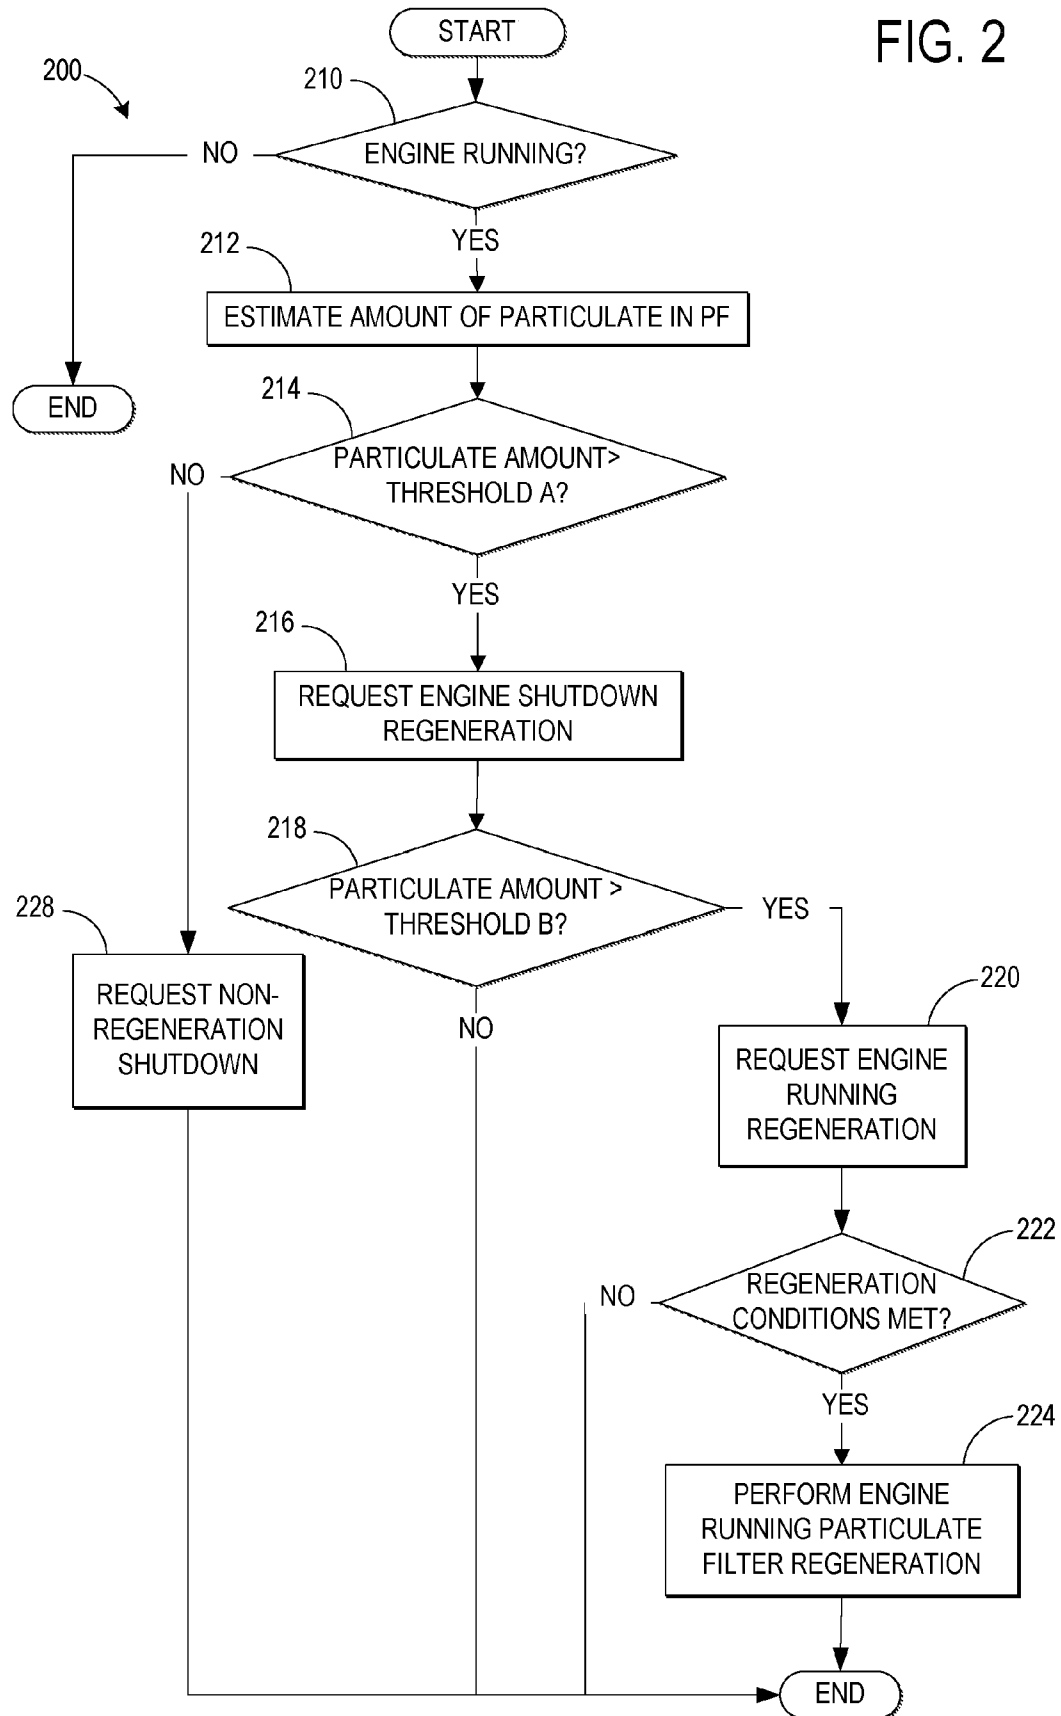 START
FIG. 2
200
210
NO
ENGINE RUNNING?
YES
212
ESTIMATE AMOUNT OF PARTICULATE IN PF
END
214
NO
PARTICULATE AMOUNT>
THRESHOLD A?
YES
216
REQUEST ENGINE SHUTDOWN
REGENERATION
218
PARTICULATE AMOUNT >
THRESHOLD B?
YES
228
REQUEST NON-
REGENERATION
SHUTDOWN
NO
220
REQUEST ENGINE
RUNNING
REGENERATION
222
NO
REGENERATION
CONDITIONS MET?
YES
224
PERFORM ENGINE
RUNNING PARTICULATE
FILTER REGENERATION
END